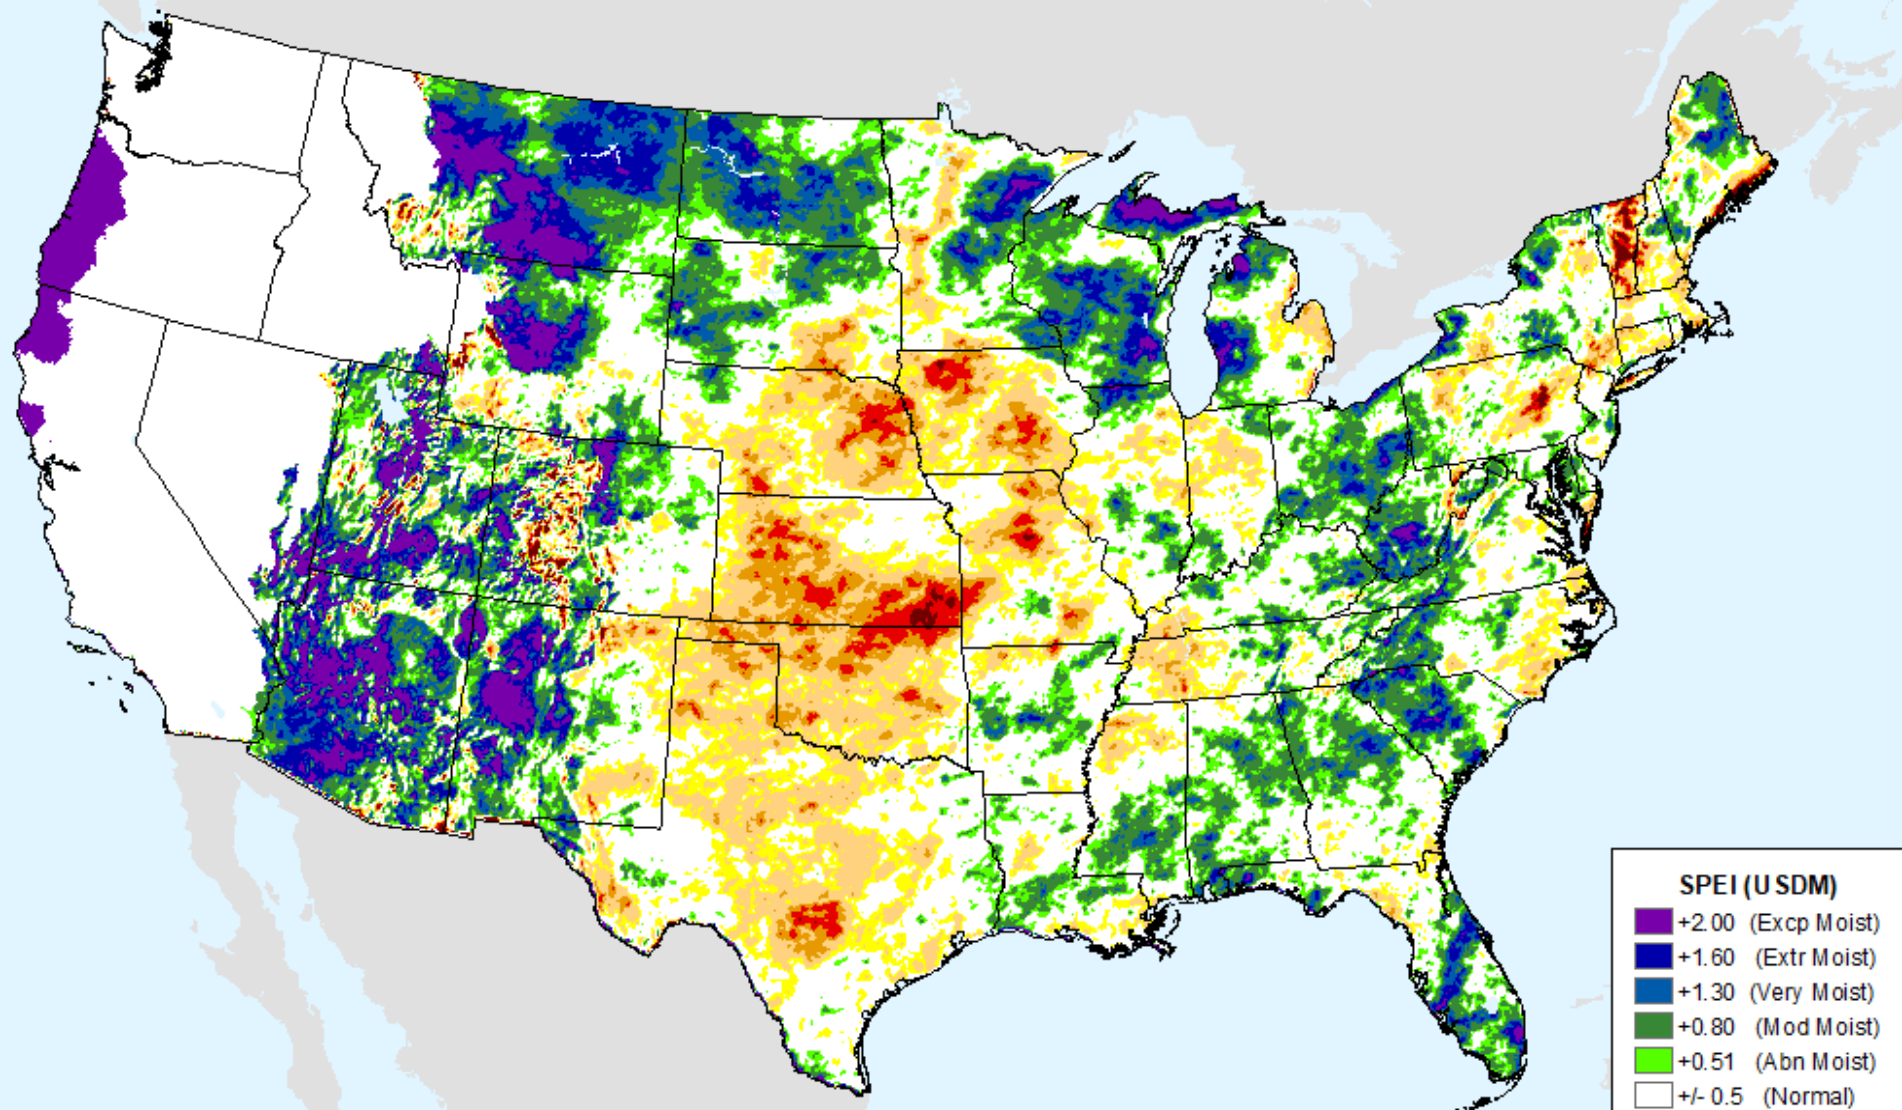 SPEI (USDM)
+2.00 (Excp Moist)
+1.60 (Extr Moist)
+1.30 (Very Moist)
+0.80 (Mod Moist)
+0.51 (Abn Moist)
+/- 0.5 (Normal)